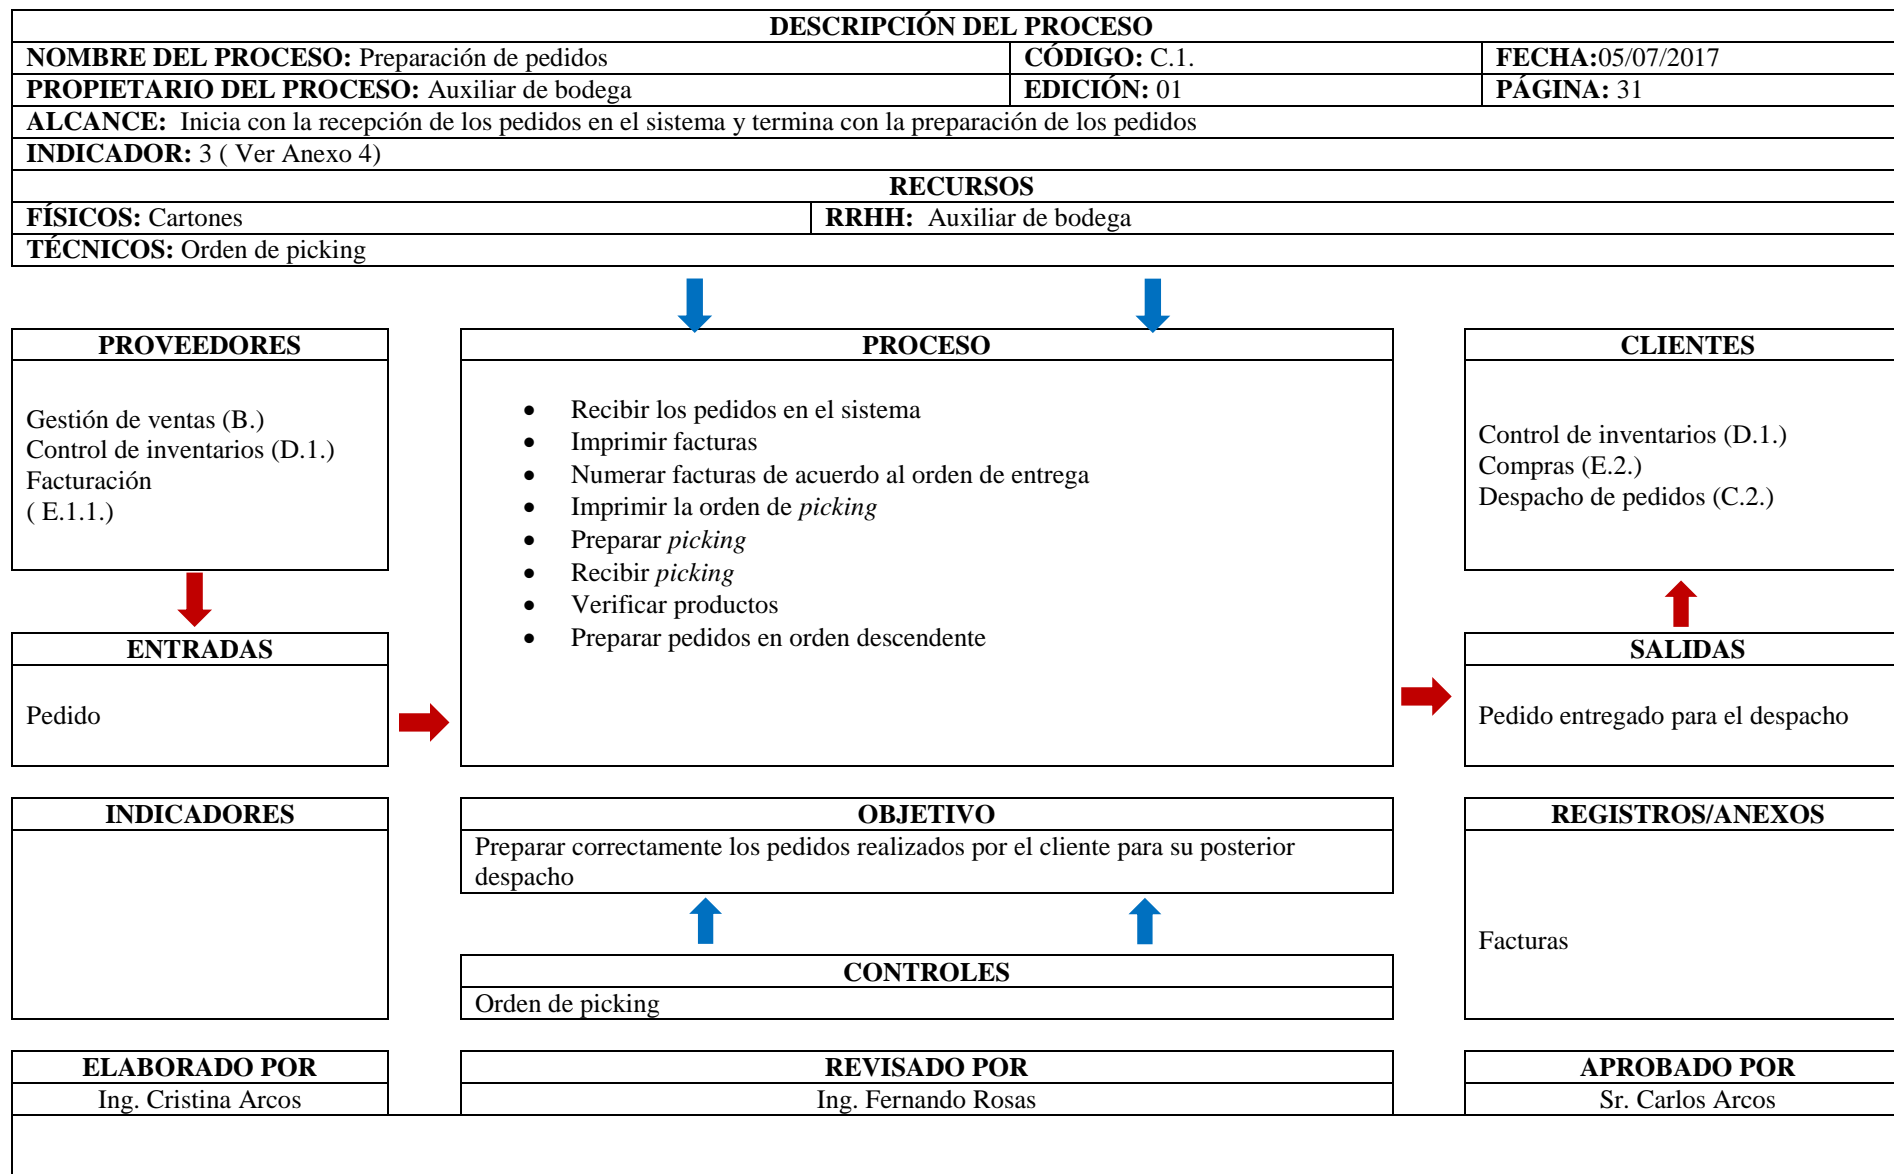 DESCRIPCIÓN DEL PROCESO
NOMBRE DEL PROCESO: Preparación de pedidos CÓDIGO: C.1. FECHA:05/07/2017
PROPIETARIO DEL PROCESO: Auxiliar de bodega EDICIÓN: 01 PÁGINA: 31
ALCANCE: Inicia con la recepción de los pedidos en el sistema y termina con la preparación de los pedidos
INDICADOR: 3 ( Ver Anexo 4)
RECURSOS
FÍSICOS: Cartones RRHH: Auxiliar de bodega
TÉCNICOS: Orden de picking
PROVEEDORES
Gestión de ventas (B.)
Control de inventarios (D.1.)
Facturación
( E.1.1.)
ENTRADAS
Pedido
PROCESO
• Recibir los pedidos en el sistema
• Imprimir facturas
• Numerar facturas de acuerdo al orden de entrega
• Imprimir la orden de picking
• Preparar picking
• Recibir picking
• Verificar productos
• Preparar pedidos en orden descendente
CLIENTES
Control de inventarios (D.1.)
Compras (E.2.)
Despacho de pedidos (C.2.)
SALIDAS
Pedido entregado para el despacho
INDICADORES
OBJETIVO
Preparar correctamente los pedidos realizados por el cliente para su posterior
despacho
CONTROLES
Orden de picking
REGISTROS/ANEXOS
Facturas
ELABORADO POR
Ing. Cristina Arcos
REVISADO POR
Ing. Fernando Rosas
APROBADO POR
Sr. Carlos Arcos